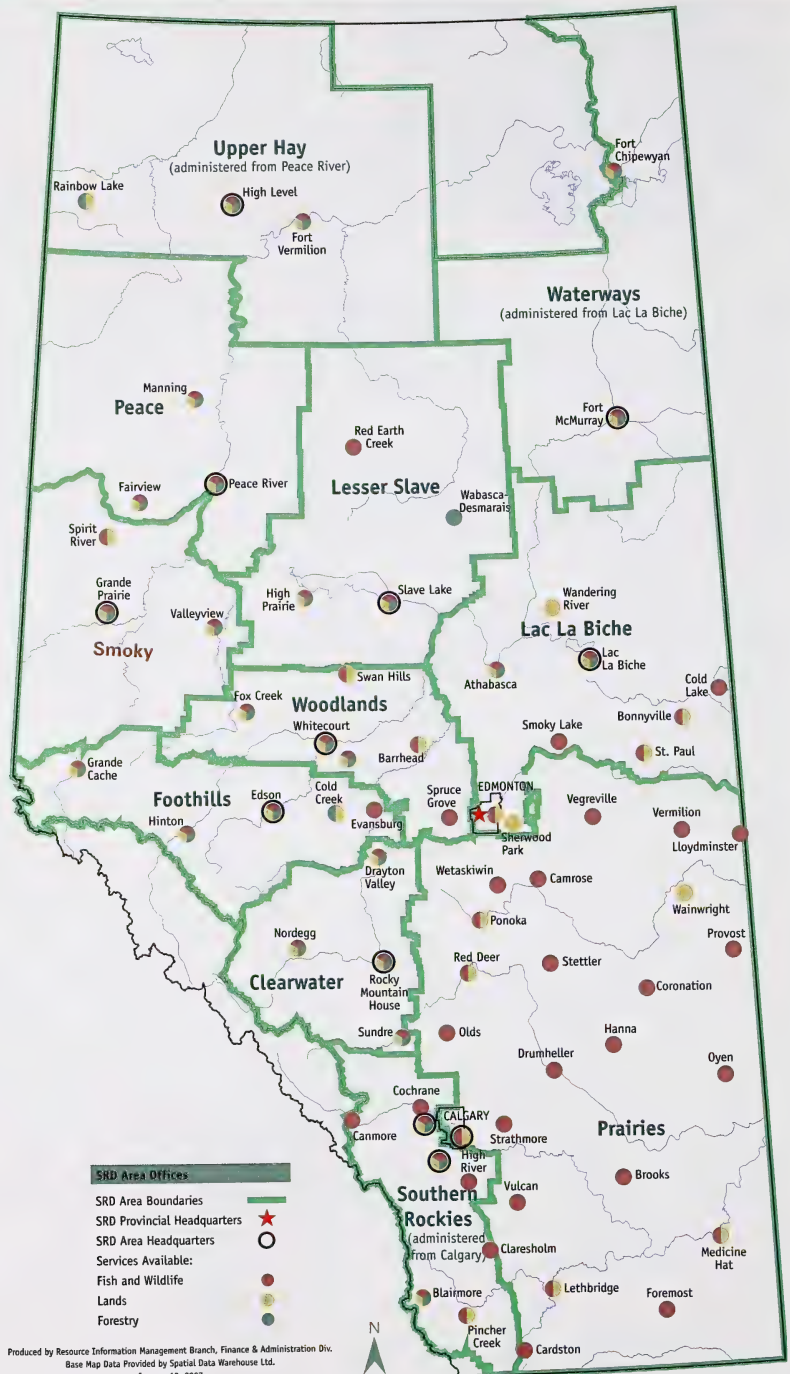 Upper Hay
(administered from Peace River)
Rainbow Lake
High Level
Fort
Vermilion
Fort
Chipewyan
Waterways
(administered from Lac La Biche)
Manning
Peace
Fort
McMurray
Red Earth
Creek
Peace River
Lesser Slave
Fairview
Wabasca-
Desmarais
Spirit
River
Grande
Prairie
High
Prairie
Slave Lake
Wandering
River
Valleyview
Smoky
Lac La Biche
Lac
La Biche
Swan Hills
Athabasca
Cold
Lake
Fox Creek
Woodlands
Bonnyville
Whitecourt
Smoky Lake
Barrhead
St. Paul
Grande
Cache
Foothills
Edson
Cold
Creek
Spruce
Grove
EDMONTON
Vegreville
Vermilion
Hinton
Evansburg
Sherwood
Park
Lloydminster
Drayton
Valley
Wetaskiwin
Camrose
Wainwright
Ponoka
Provost
Nordegg
Red Deer
Stettler
Clearwater
Rocky
Mountain
House
Coronation
Sundre
Olds
Hanna
Drumheller
Oyen
Cochrane
CALGARY
Canmore
Strathmore
Prairies
High
River
Brooks
Southern
Rockies
(administered
from Calgary)
Vulcan
Claresholm
Medicine
Hat
Blairmore
Lethbridge
Foremost
Pincher
Creek
Cardston
SRD Area Offices
SRD Area Boundaries
SRD Provincial Headquarters
SRD Area Headquarters
Services Available:
Fish and Wildlife
Lands
Forestry
N
Produced by Resource Information Management Branch, Finance & Administration Div.
Base Map Data Provided by Spatial Data Warehouse Ltd.